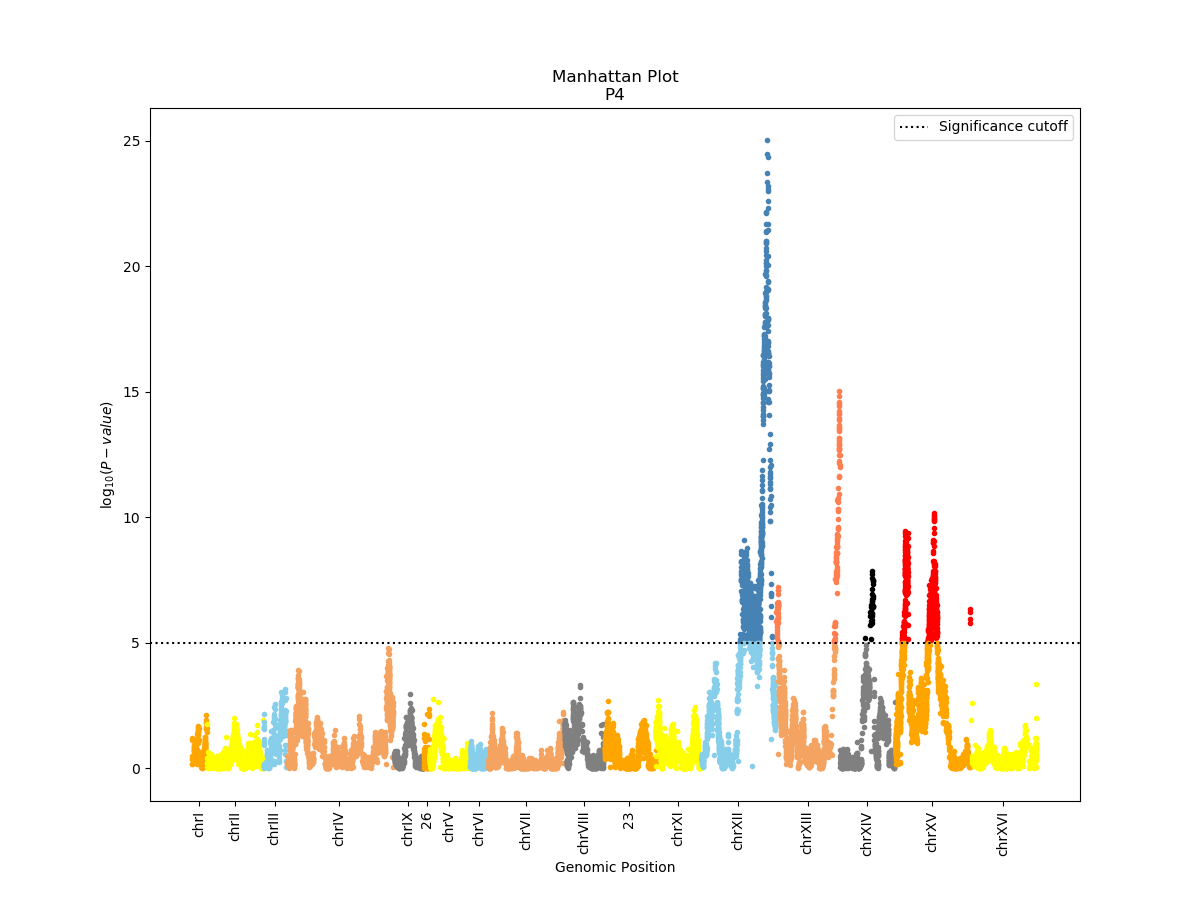 Manhattan Plot
P4
Significance cutoff
25
20
15
10
5
0
log10(P − value)
chrI
chrII
chrIII
chrIV
chrIX
26
chrV
chrVI
chrVII
chrVIII
23
chrXI
chrXII
chrXIII
chrXIV
chrXV
chrXVI
Genomic Position